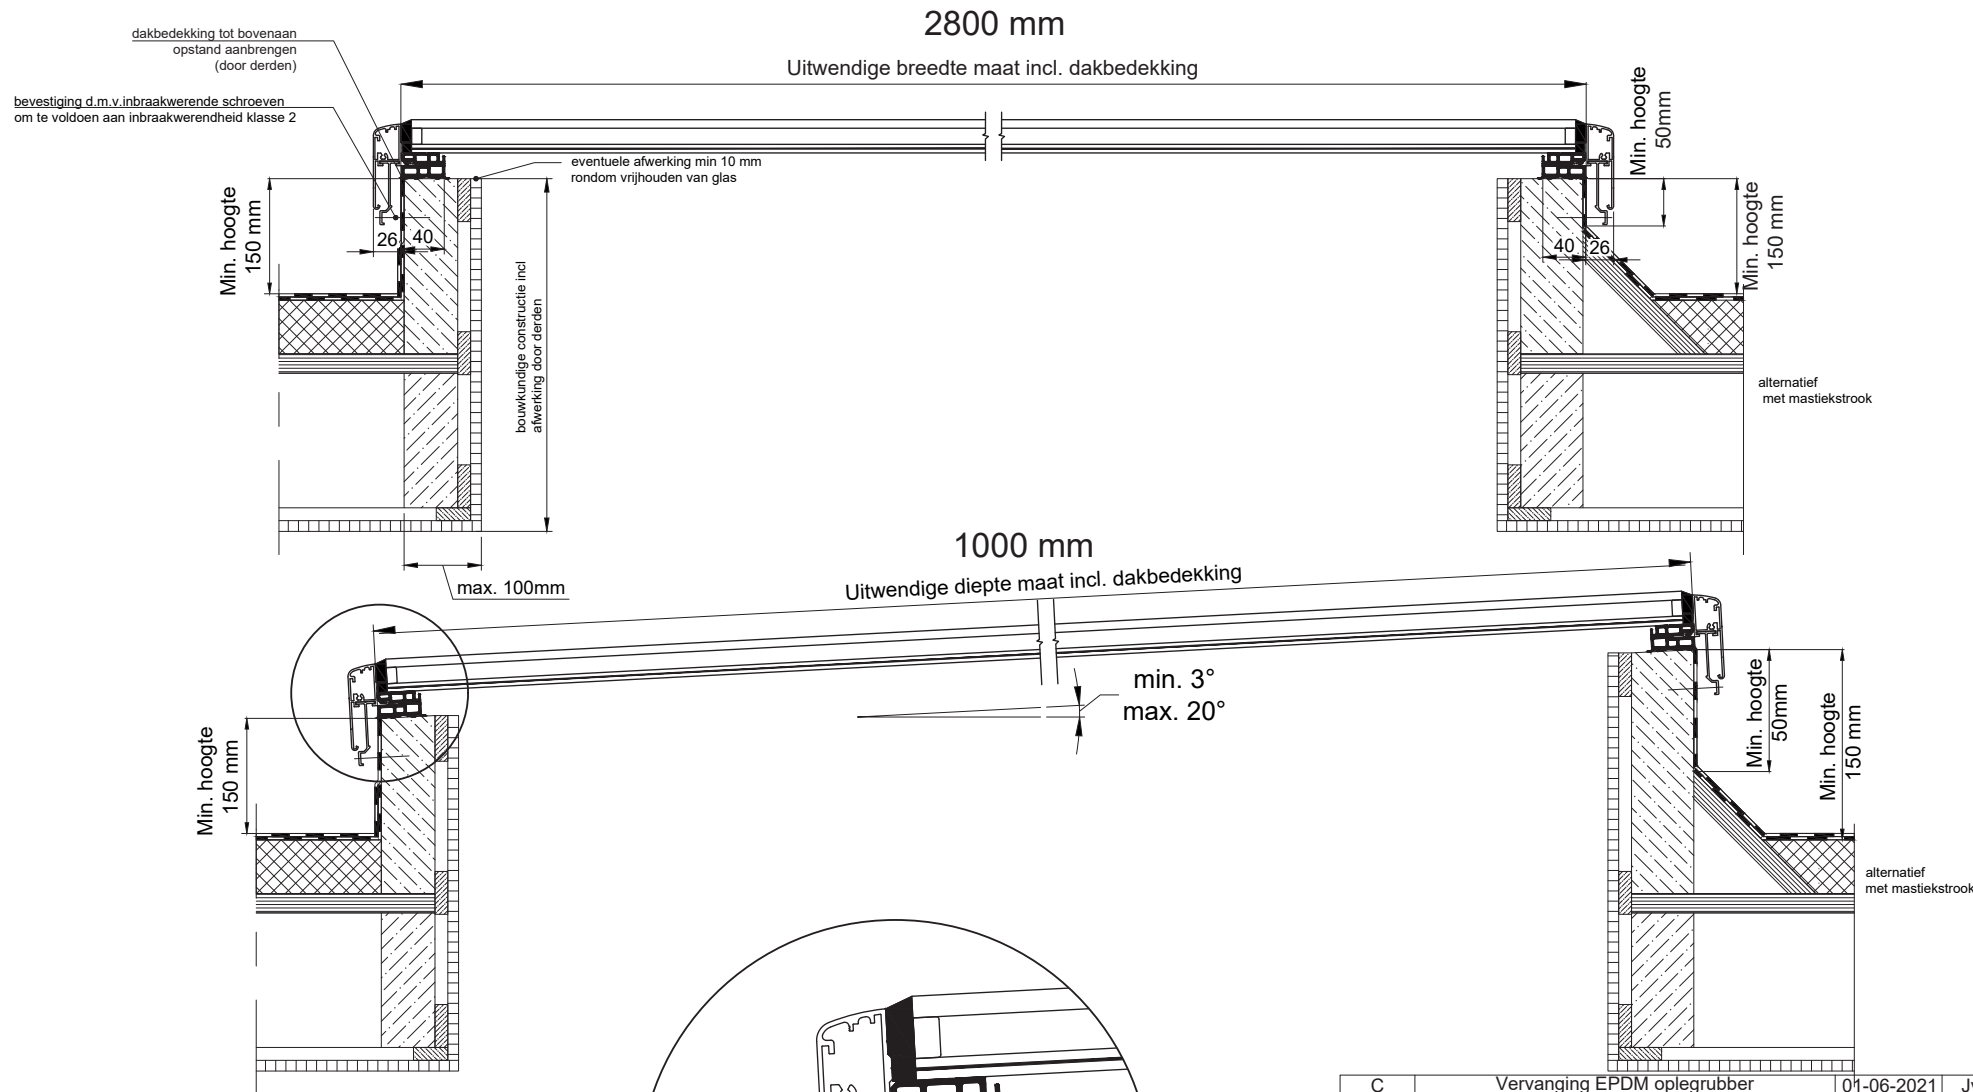 2800 mm
Uitwendige breedte maat incl. dakbedekking
dakbedekking tot bovenaan
opstand aanbrengen
(door derden)
bevestiging d.m.v.inbraakwerende schroeven
om te voldoen aan inbraakwerendheid klasse 2
eventuele afwerking min 10 mm
rondom vrijhouden van glas
Min. hoogte
150 mm
26
40
bouwkundige constructie incl
afwerking door derden
max. 100mm
Min. hoogte
50mm
40
26
Min. hoogte
150 mm
alternatief
met mastiekstrook
1000 mm
Uitwendige diepte maat incl. dakbedekking
min. 3°
max. 20°
Min. hoogte
150 mm
Min. hoogte
50mm
Min. hoogte
150 mm
alternatief
met mastiekstrook
C Vervanging EPDM oplegrubber 01-06-2021